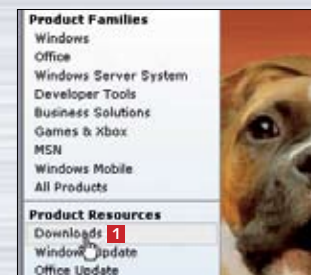 Product Families
Windows
Office
Windows Server System
Developer Tools
Business Solutions
Games & Xbox
MSN
Windows Mobile
All Products
Product Resources
Downloads 1
Windows Update
Office Update